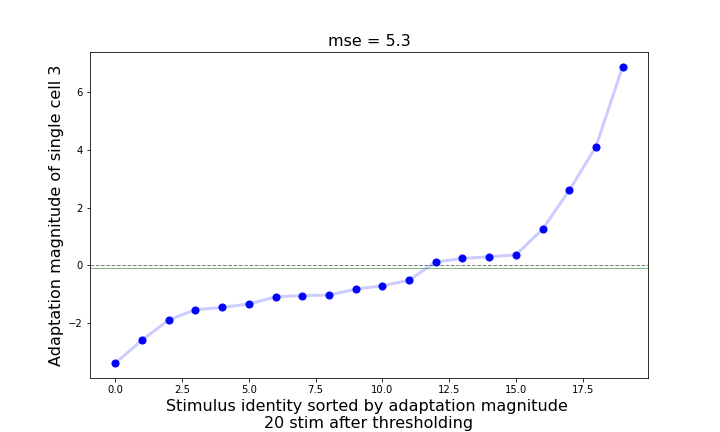 mse = 5.3
Adaptation magnitude of single cell 3
6
4
2
0
−2
0.0 2.5 5.0 7.5 10.0 12.5 15.0 17.5
Stimulus identity sorted by adaptation magnitude
20 stim after thresholding